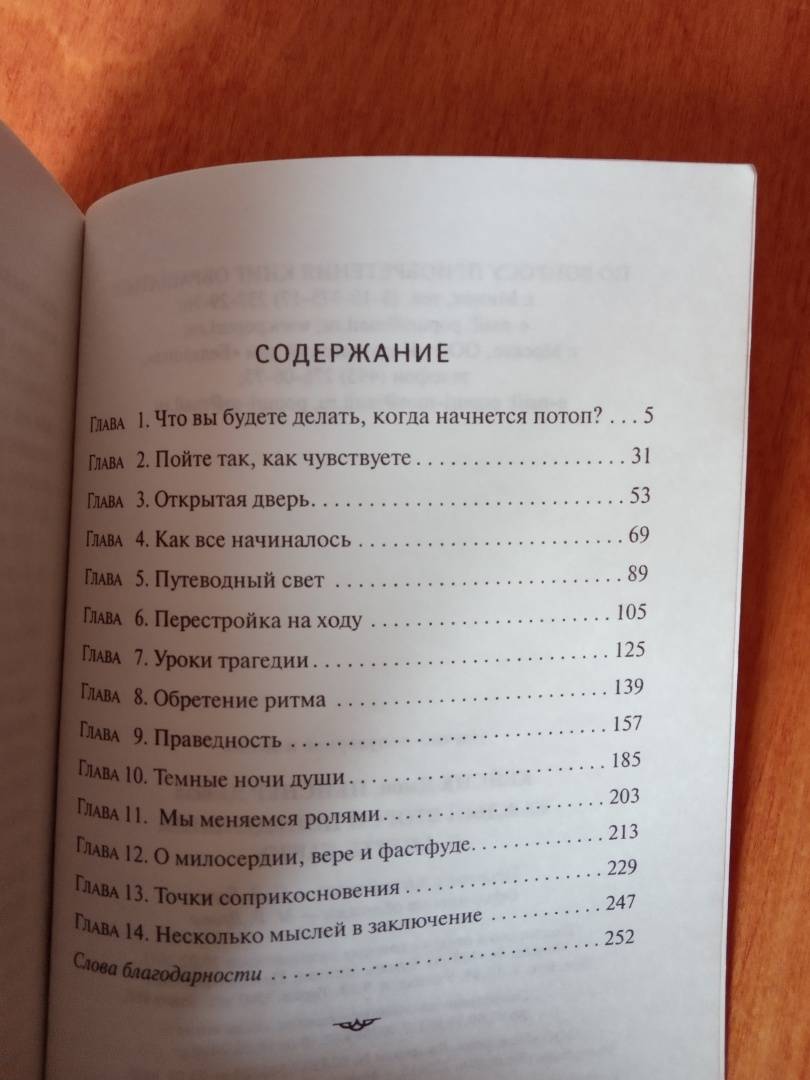 СОДЕРЖАНИЕ
Глава 1. Что вы будете делать, когда начнется потоп? ... 5
Глава 2. Пойте так, как чувствуете .................... 31
Глава 3. Открытая дверь............................. 53
Глава 4. Как все начиналось ......................... 69
Глава 5. Путеводный свет ........................... 89
Глава 6. Перестройка на ходу ....................... 105
Глава 7. Уроки трагедии............................ 125
Глава 8. Обретение ритма .......................... 139
Глава 9. Праведность .............................. 157
Глава 10. Темные ночи души ........................ 185
Глава 11. Мы меняемся ролями...................... 203
Глава 12. О милосердии, вере и фастфуде............. 213
Глава 13. Точки соприкосновения .................... 229
Глава 14. Несколько мыслей в заключение ............ 247
Слова благодарности ............................... 252